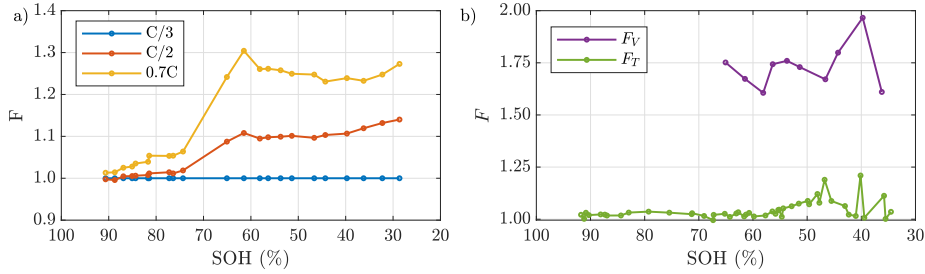 a)
1.4
1.3
1.2
1.1
1.0
0.9
F
C/3
C/2
0.7C
100 90 80 70 60 50 40 30 20
SOH (%)
b)
2.00
1.75
1.50
1.25
1.00
F
F_V
F_T
100 90 80 70 60 50 40 30
SOH (%)